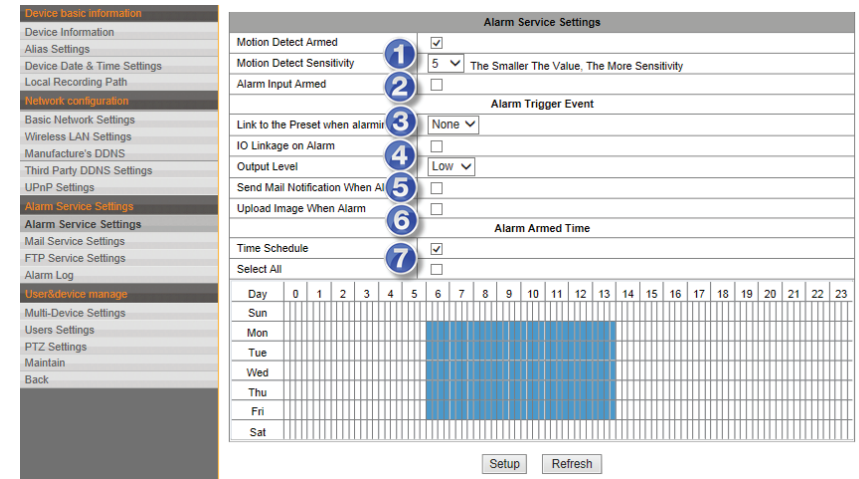 Device basic information
Device Information
Alias Settings
Device Date & Time Settings
Local Recording Path
Network configuration
Basic Network Settings
Wireless LAN Settings
Manufacture's DDNS
Third Party DDNS Settings
UPnP Settings
Alarm Service Settings
Alarm Service Settings
Mail Service Settings
FTP Service Settings
Alarm Log
User&device manage
Multi-Device Settings
Users Settings
PTZ Settings
Maintain
Back
Alarm Service Settings
Motion Detect Armed
1
Motion Detect Sensitivity 5 The Smaller The Value, The More Sensitivity
Alarm Input Armed 2
Alarm Trigger Event
Link to the Preset when alarmin 3 None
IO Linkage on Alarm
4
Output Level Low
Send Mail Notification When Al 5
Upload Image When Alarm
6
Alarm Armed Time
Time Schedule
7
Select All
Day 0 1 2 3 4 5 6 7 8 9 10 11 12 13 14 15 16 17 18 19 20 21 22 23
Sun
Mon
Tue
Wed
Thu
Fri
Sat
Setup Refresh